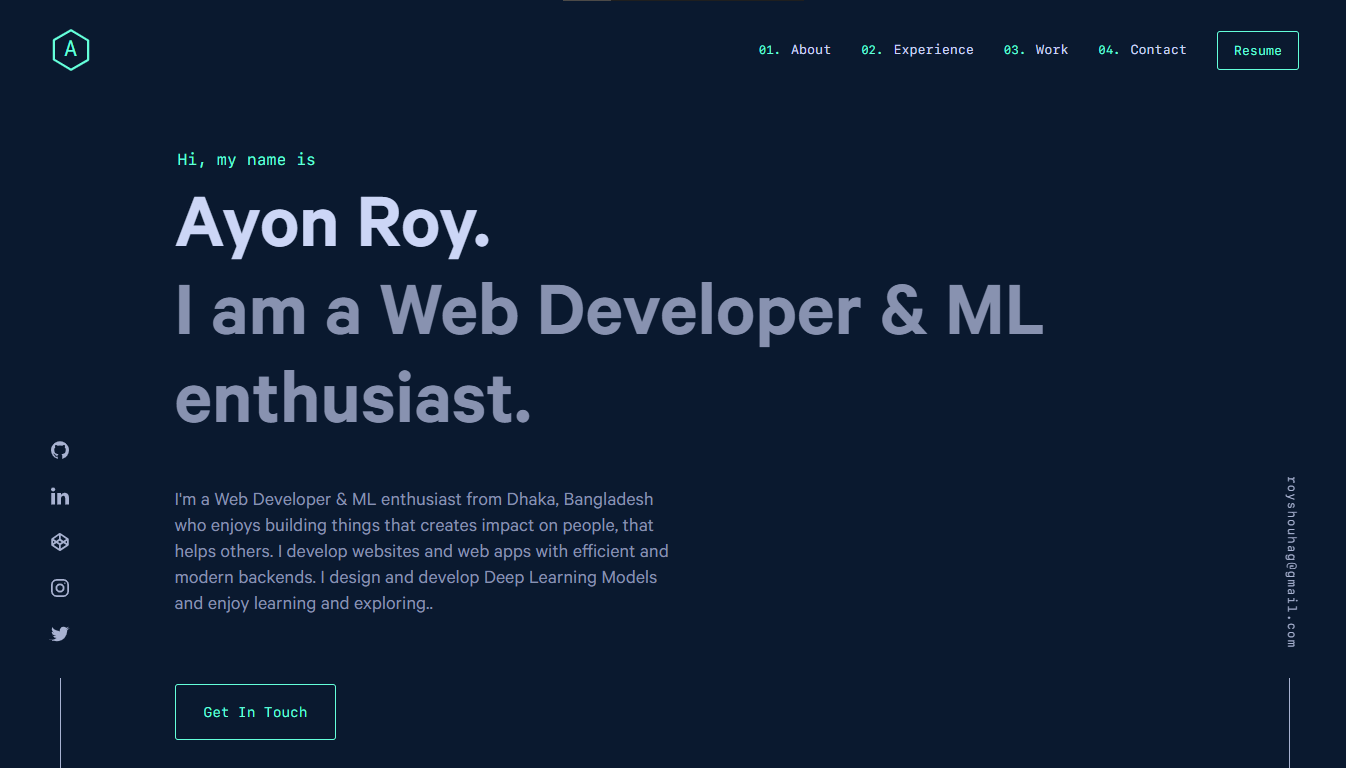 A
01. About 02. Experience 03. Work 04. Contact Resume
Hi, my name is
Ayon Roy.
I am a Web Developer & ML
enthusiast.
I'm a Web Developer & ML enthusiast from Dhaka, Bangladesh
who enjoys building things that creates impact on people, that
helps others. I develop websites and web apps with efficient and
modern backends. I design and develop Deep Learning Models
and enjoy learning and exploring..
Get In Touch
royshouhag@gmail.com